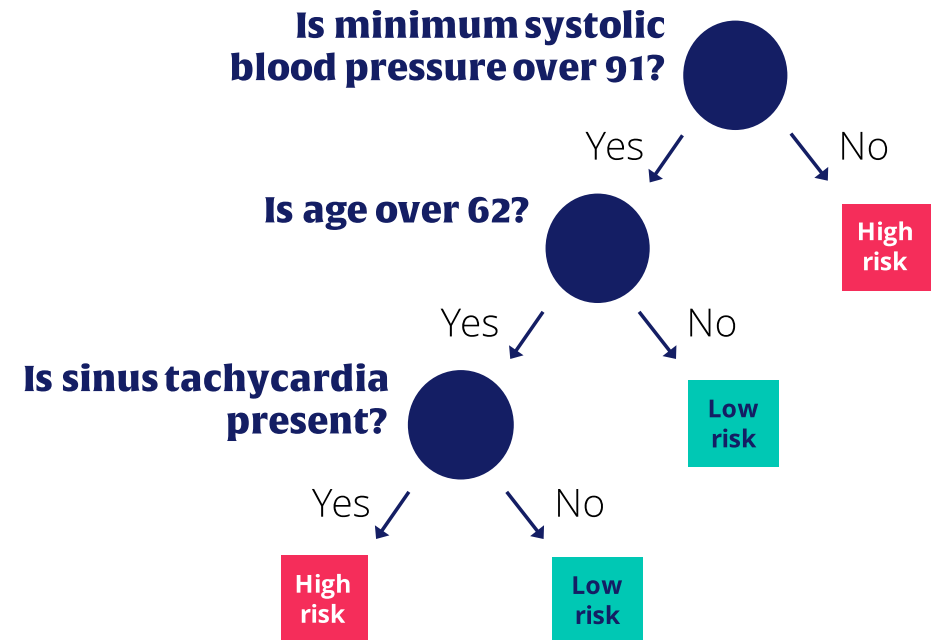 Is minimum systolic
blood pressure over 91?
Yes
No
Is age over 62?
High
risk
Yes
No
Is sinus tachycardia
present?
Low
risk
Yes
No
High
risk
Low
risk